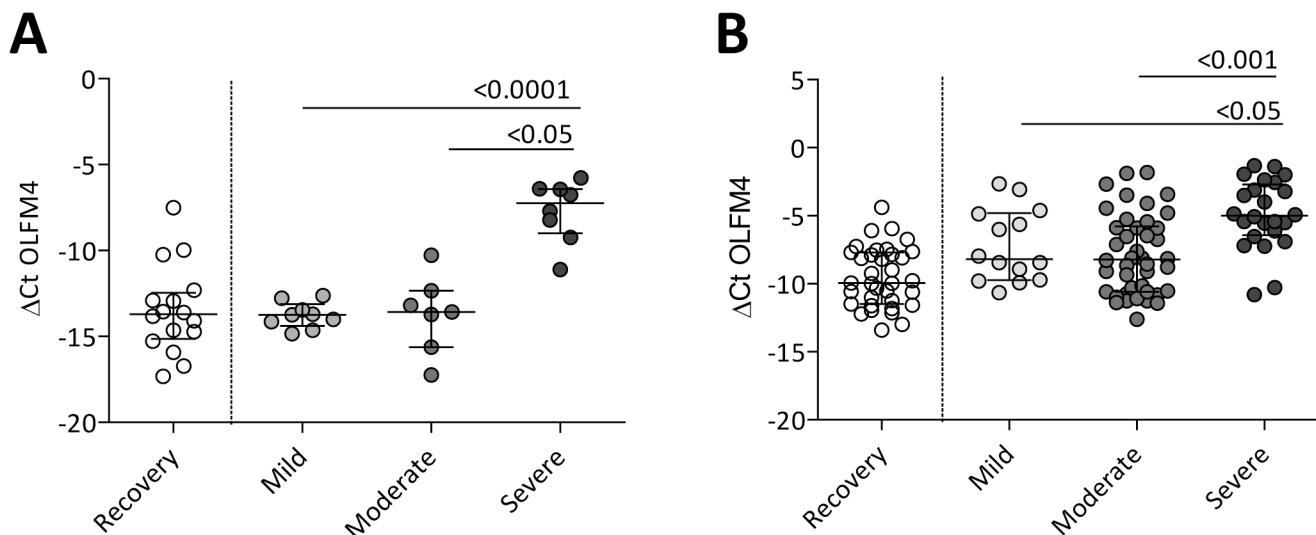 A
ΔCt OLFM4
0
-5
-10
-15
-20
<0.0001
<0.05
Recovery
Mild
Moderate
Severe
B
ΔCt OLFM4
5
0
-5
-10
-15
-20
<0.001
<0.05
Recovery
Mild
Moderate
Severe